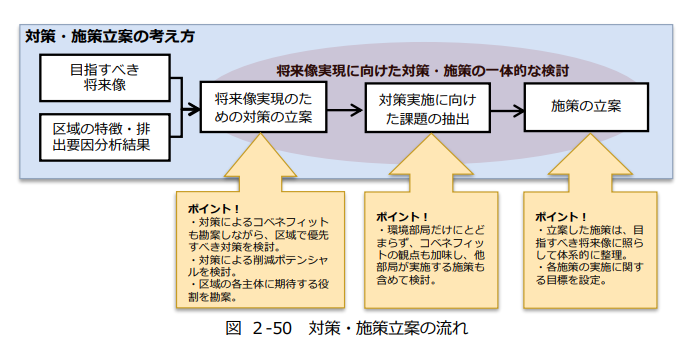 対策・施策立案の考え方
目指すべき
将来像
区域の特徴・排
出要因分析結果
将来像実現に向けた対策・施策の一体的な検討
将来像実現のた
めの対策の立案
対策実施に向け
た課題の抽出
施策の立案
ポイント！
・対策によるコベネフィット
も勘案しながら、区域で優先
すべき対策を検討。
・対策による削減ポテンシャ
ルを検討。
・区域の各主体に期待する役
割を勘案。
ポイント！
・環境部局だけにとど
まらず、コベネフィッ
トの観点も加味し、他
部局が実施する施策も
含めて検討。
ポイント！
・立案した施策は、目
指すべき将来像に照ら
して体系的に整理。
・各施策の実施に関する
目標を設定。
図 2-50 対策・施策立案の流れ